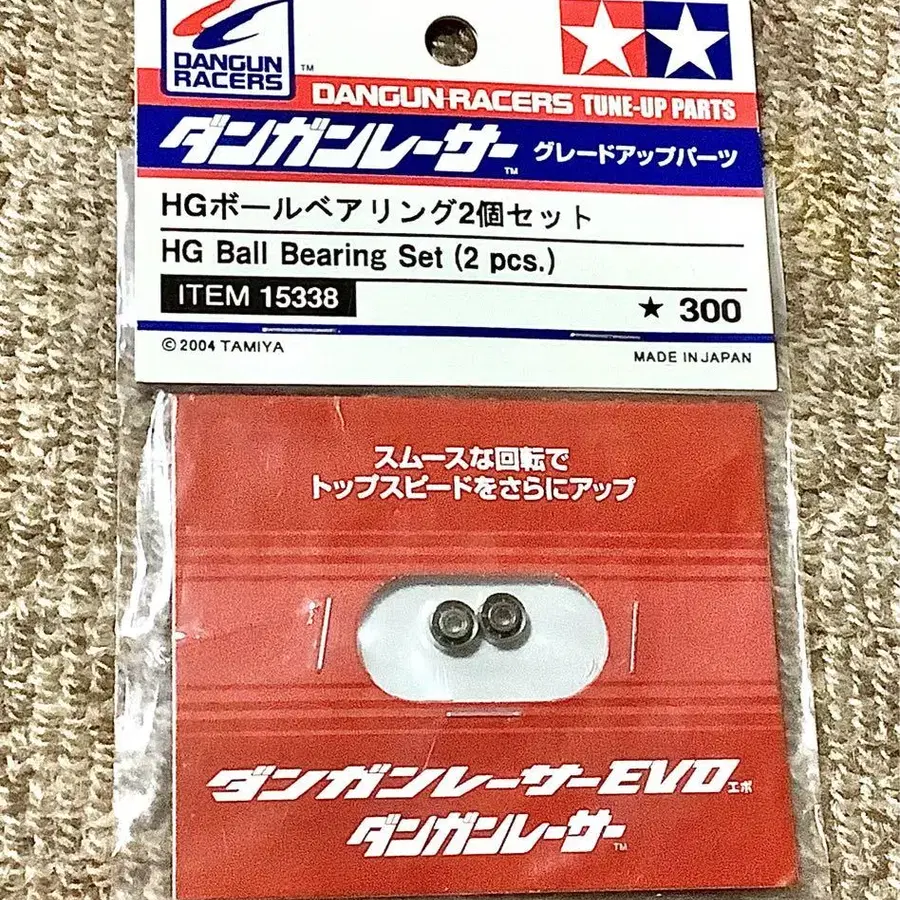 DANGUN
RACERS ™
DANGUN-RACERS TUNE-UP PARTS
ダンガンレーサー™ グレードアップパーツ
HGボールベアリング2個セット
HG Ball Bearing Set (2 pcs.)
ITEM 15338 ★ 300
© 2004 TAMIYA MADE IN JAPAN
スムースな回転で
トップスピードをさらにアップ
ダンガンレーサーEVO エボ
ダンガンレーサー™